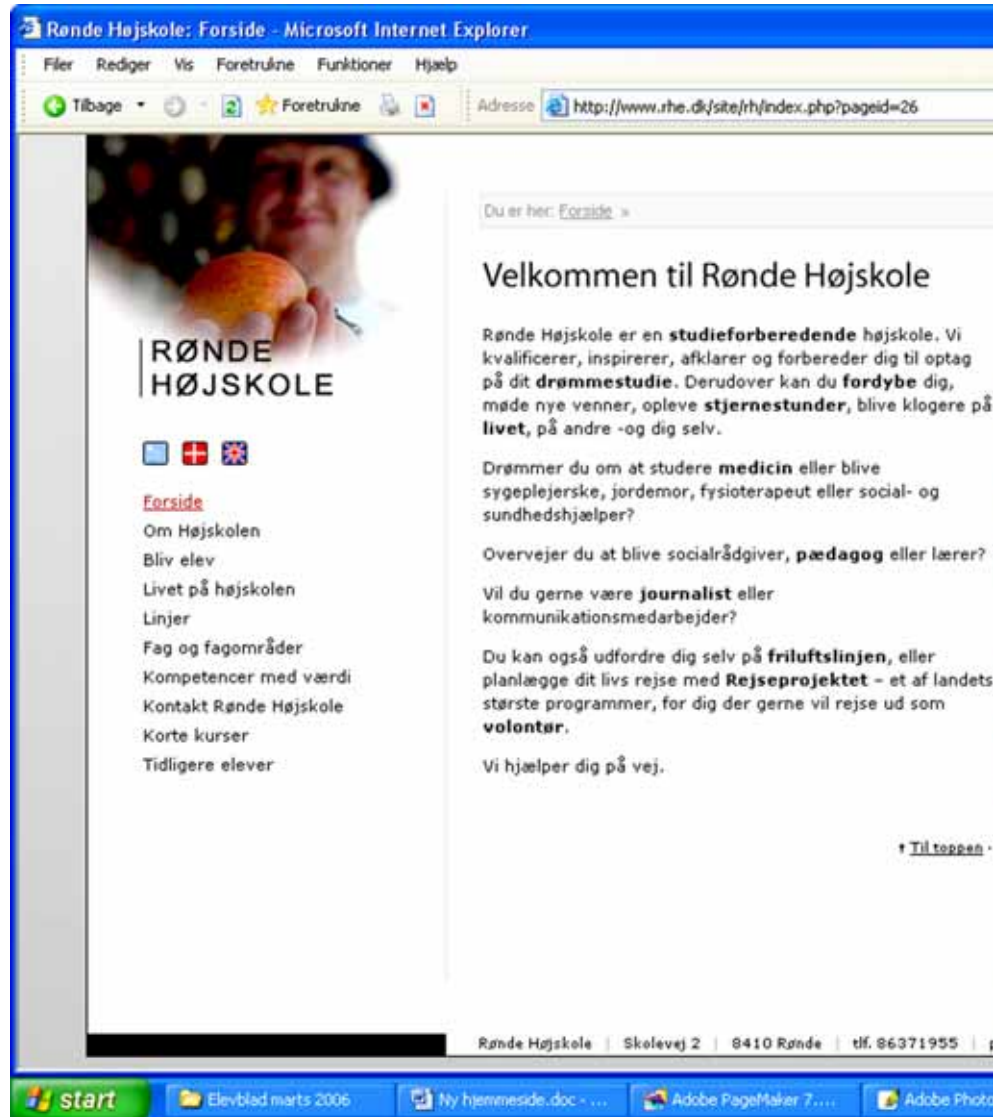 Rønde Højskole: Forside - Microsoft Internet Explorer
Filer Rediger Vis Foretrukne Funktioner Hjælp
Tilbage Foretrukne Adresse http://www.rhe.dk/site/rh/index.php?pageid=26
RØNDE
HØJSKOLE
Forside
Om Højskolen
Bliv elev
Livet på højskolen
Linjer
Fag og fagområder
Kompetencer med værdi
Kontakt Rønde Højskole
Korte kurser
Tidligere elever
Du er her: Forside »
Velkommen til Rønde Højskole
Rønde Højskole er en studieforberedende højskole. Vi
kvalificerer, inspirerer, afklarer og forbereder dig til optag
på dit drømmestudie. Derudover kan du fordybe dig,
møde nye venner, opleve stjernestunder, blive klogere på
livet, på andre -og dig selv.
Drømmer du om at studere medicin eller blive
sygeplejerske, jordemor, fysioterapeut eller social- og
sundhedshjælper?
Overvejer du at blive socialrådgiver, pædagog eller lærer?
Vil du gerne være journalist eller
kommunikationsmedarbejder?
Du kan også udfordre dig selv på friluftslinjen, eller
planlægge dit livs rejse med Rejseprojektet – et af landets
største programmer, for dig der gerne vil rejse ud som
volontør.
Vi hjælper dig på vej.
↑ Til toppen ·
Rønde Højskole | Skolevej 2 | 8410 Rønde | tlf. 86371955 |
start Elevblad marts 2006 Ny hjemmeside.doc - ... Adobe PageMaker 7.... Adobe Photo